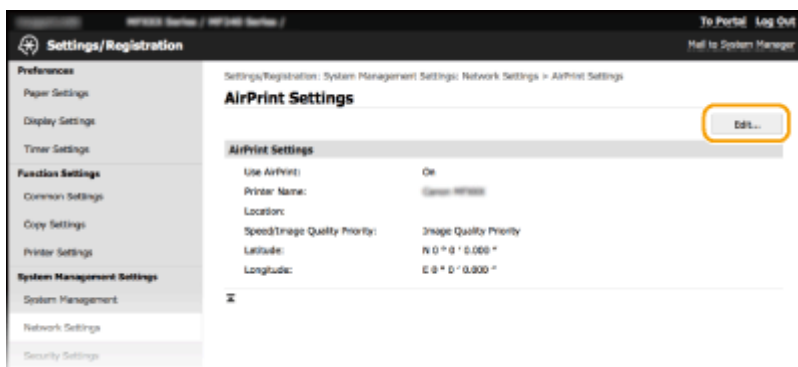 To Portal Log Out
Settings/Registration
Mail to System Manager
Preferences
Paper Settings
Display Settings
Timer Settings
Function Settings
Common Settings
Copy Settings
Printer Settings
System Management Settings
System Management
Network Settings
Security Settings
Settings/Registration: System Management Settings: Network Settings > AirPrint Settings
AirPrint Settings
Edit...
AirPrint Settings
Use AirPrint: On
Printer Name:
Location:
Speed/Image Quality Priority: Image Quality Priority
Latitude: N 0 ° 0 ' 0.000 "
Longitude: E 0 ° 0 ' 0.000 "